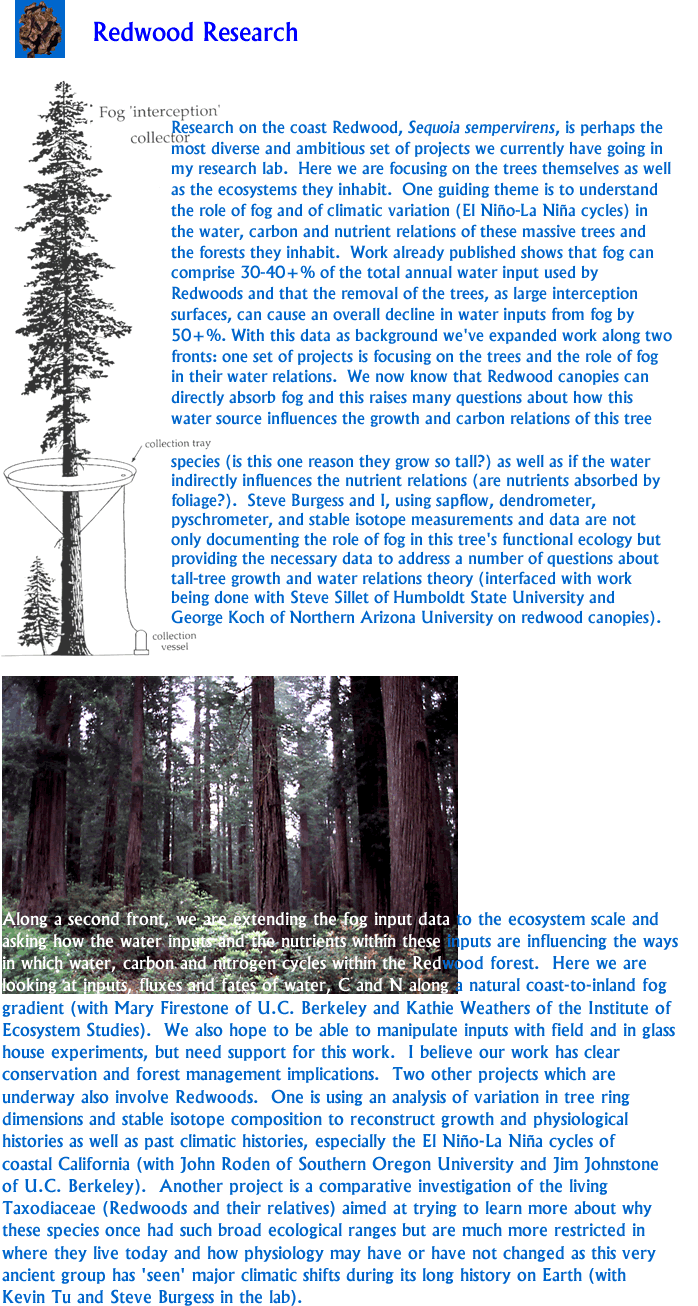 Redwood Research
Fog 'interception'
collector
Research on the coast Redwood, Sequoia sempervirens, is perhaps the
most diverse and ambitious set of projects we currently have going in
my research lab.  Here we are focusing on the trees themselves as well
as the ecosystems they inhabit.  One guiding theme is to understand
the role of fog and of climatic variation (El Niño-La Niña cycles) in
the water, carbon and nutrient relations of these massive trees and
the forests they inhabit.  Work already published shows that fog can
comprise 30-40+% of the total annual water input used by
Redwoods and that the removal of the trees, as large interception
surfaces, can cause an overall decline in water inputs from fog by
50+%. With this data as background we've expanded work along two
fronts: one set of projects is focusing on the trees and the role of fog
in their water relations.  We now know that Redwood canopies can
directly absorb fog and this raises many questions about how this
water source influences the growth and carbon relations of this tree
collection tray
species (is this one reason they grow so tall?) as well as if the water
indirectly influences the nutrient relations (are nutrients absorbed by
foliage?).  Steve Burgess and I, using sapflow, dendrometer,
pyschrometer, and stable isotope measurements and data are not
only documenting the role of fog in this tree's functional ecology but
providing the necessary data to address a number of questions about
tall-tree growth and water relations theory (interfaced with work
being done with Steve Sillet of Humboldt State University and
George Koch of Northern Arizona University on redwood canopies).
collection
vessel
Along a second front, we are extending the fog input data to the ecosystem scale and
asking how the water inputs and the nutrients within these inputs are influencing the ways
in which water, carbon and nitrogen cycles within the Redwood forest.  Here we are
looking at inputs, fluxes and fates of water, C and N along a natural coast-to-inland fog
gradient (with Mary Firestone of U.C. Berkeley and Kathie Weathers of the Institute of
Ecosystem Studies).  We also hope to be able to manipulate inputs with field and in glass
house experiments, but need support for this work.  I believe our work has clear
conservation and forest management implications.  Two other projects which are
underway also involve Redwoods.  One is using an analysis of variation in tree ring
dimensions and stable isotope composition to reconstruct growth and physiological
histories as well as past climatic histories, especially the El Niño-La Niña cycles of
coastal California (with John Roden of Southern Oregon University and Jim Johnstone
of U.C. Berkeley).  Another project is a comparative investigation of the living
Taxodiaceae (Redwoods and their relatives) aimed at trying to learn more about why
these species once had such broad ecological ranges but are much more restricted in
where they live today and how physiology may have or have not changed as this very
ancient group has 'seen' major climatic shifts during its long history on Earth (with
Kevin Tu and Steve Burgess in the lab).